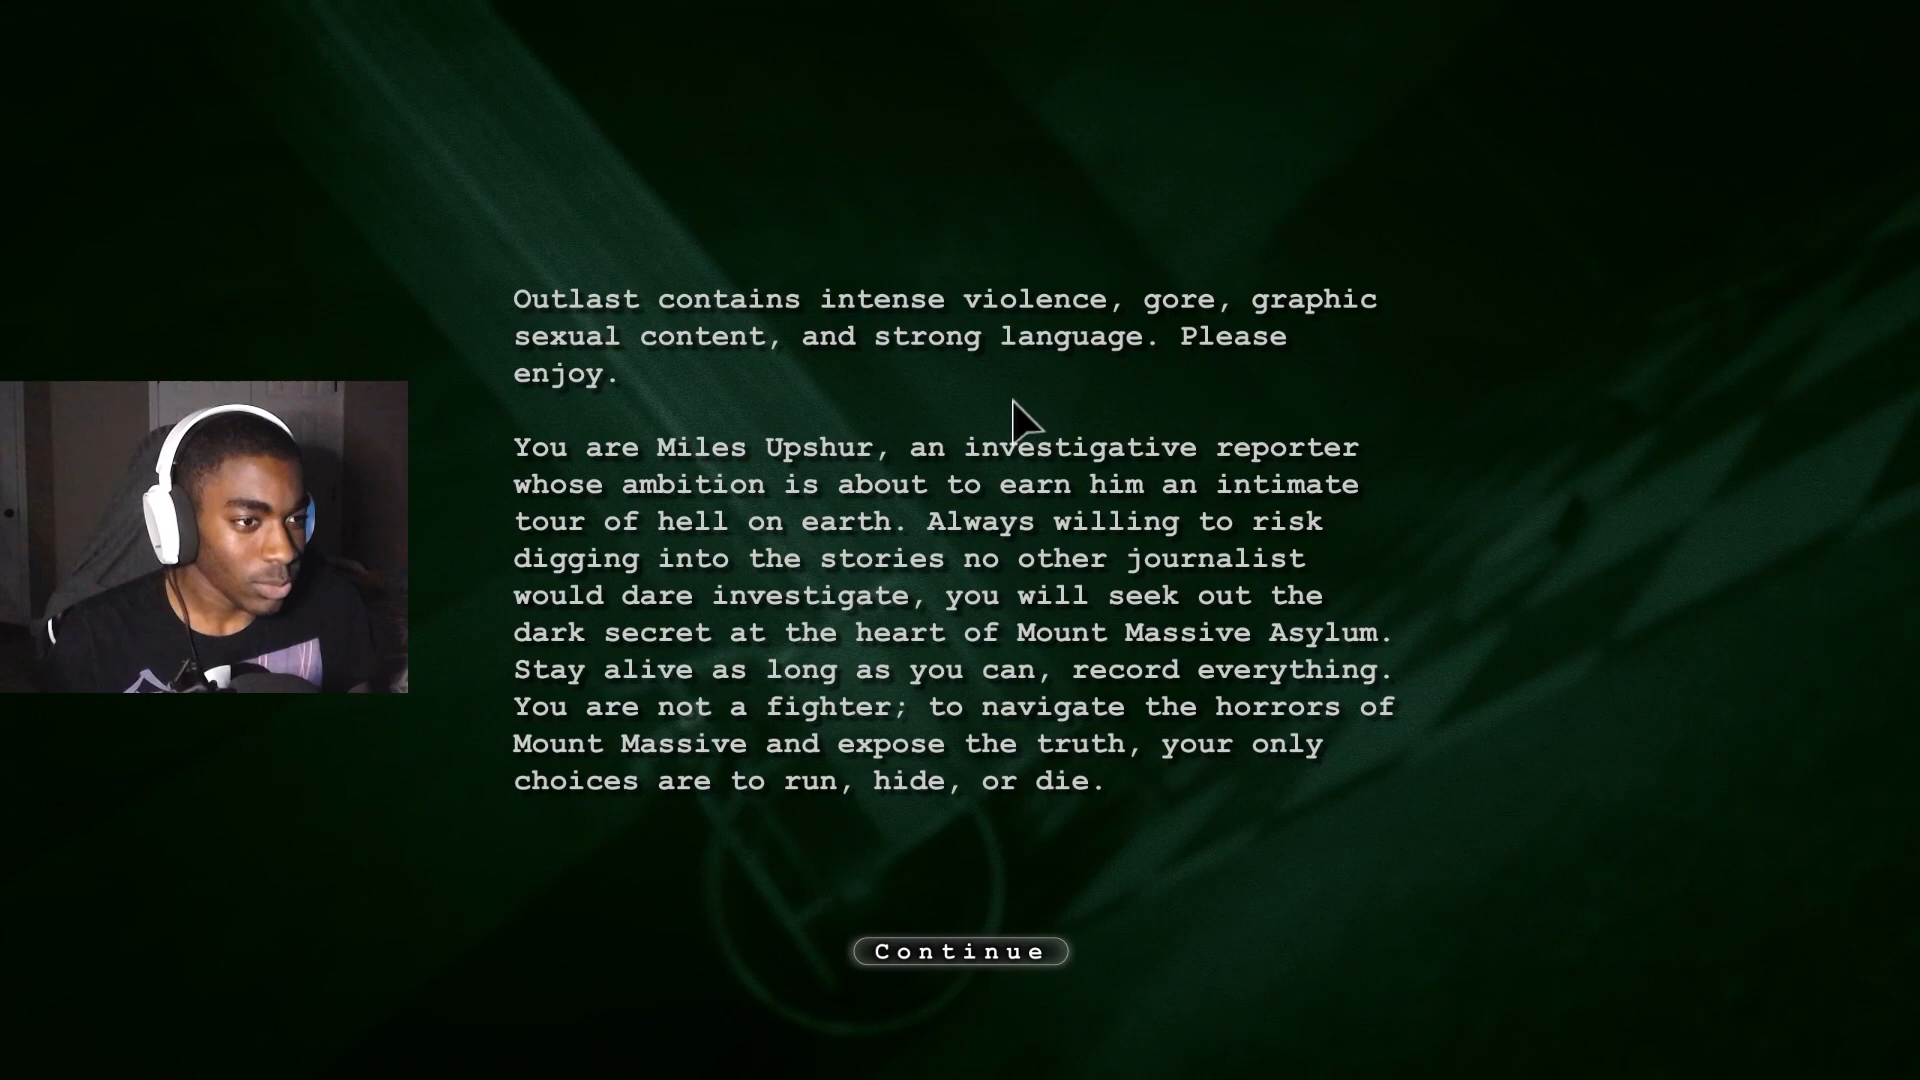 Outlast contains intense violence, gore, graphic
sexual content, and strong language. Please
enjoy.
You are Miles Upshur, an investigative reporter
whose ambition is about to earn him an intimate
tour of hell on earth. Always willing to risk
digging into the stories no other journalist
would dare investigate, you will seek out the
dark secret at the heart of Mount Massive Asylum.
Stay alive as long as you can, record everything.
You are not a fighter; to navigate the horrors of
Mount Massive and expose the truth, your only
choices are to run, hide, or die.
Continue